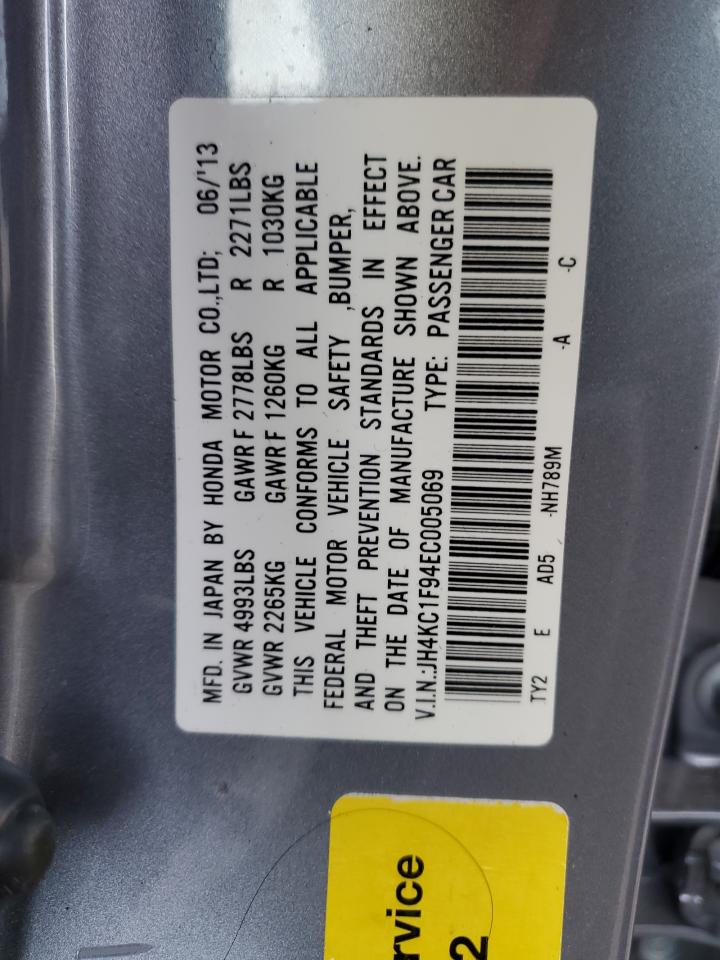 MFD. IN JAPAN BY HONDA MOTOR CO.,LTD; 06/'13
GVWR 4993LBS GAWR F 2778LBS R 2271LBS
GVWR 2265KG GAWR F 1260KG R 1030KG
THIS VEHICLE CONFORMS TO ALL APPLICABLE
FEDERAL MOTOR VEHICLE SAFETY ,BUMPER,
AND THEFT PREVENTION STANDARDS IN EFFECT
ON THE DATE OF MANUFACTURE SHOWN ABOVE.
V.I.N.:JH4KC1F94EC005069 TYPE: PASSENGER CAR
TY2 E AD5 -NH789M -A -C
rvice
2